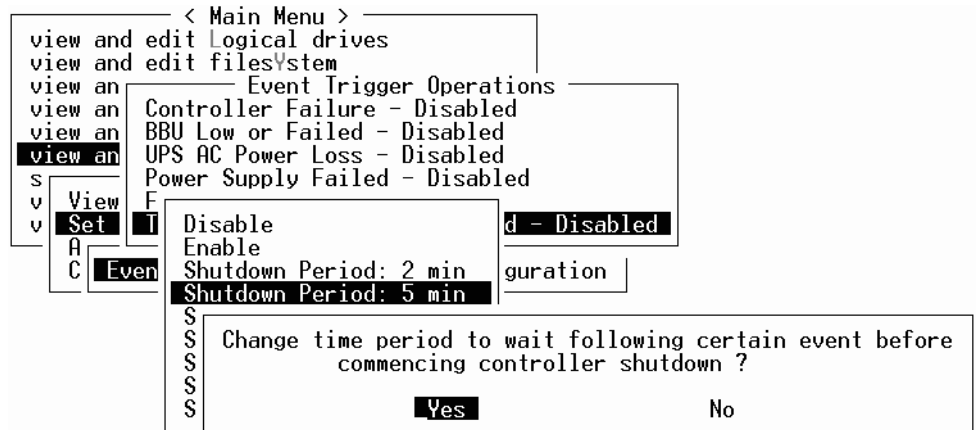 < Main Menu >
view and edit Logical drives
view and edit filesYstem
view an
Event Trigger Operations
view an
Controller Failure - Disabled
view an
BBU Low or Failed - Disabled
view an
UPS AC Power Loss - Disabled
s
Power Supply Failed - Disabled
v
View
F
v
Set
T
d - Disabled
Disable
A
Enable
C
Even
guration
Shutdown Period: 2 min
Shutdown Period: 5 min
S
S
S
S
S
Change time period to wait following certain event before
commencing controller shutdown ?
Yes
No